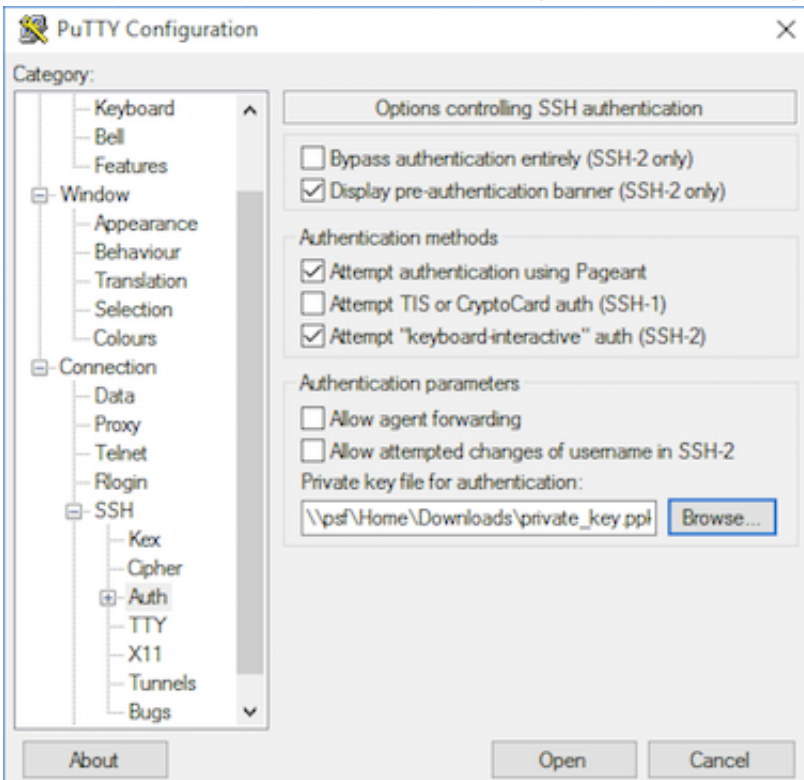 PuTTY Configuration
Category:
Keyboard
Bell
Features
Window
Appearance
Behaviour
Translation
Selection
Colours
Connection
Data
Proxy
Telnet
Rlogin
SSH
Kex
Cipher
Auth
TTY
X11
Tunnels
Bugs
Options controlling SSH authentication
Bypass authentication entirely (SSH-2 only)
Display pre-authentication banner (SSH-2 only)
Authentication methods
Attempt authentication using Pageant
Attempt TIS or CryptoCard auth (SSH-1)
Attempt "keyboard-interactive" auth (SSH-2)
Authentication parameters
Allow agent forwarding
Allow attempted changes of username in SSH-2
Private key file for authentication:
\\psf\Home\Downloads\private_key.ppk Browse...
About Open Cancel